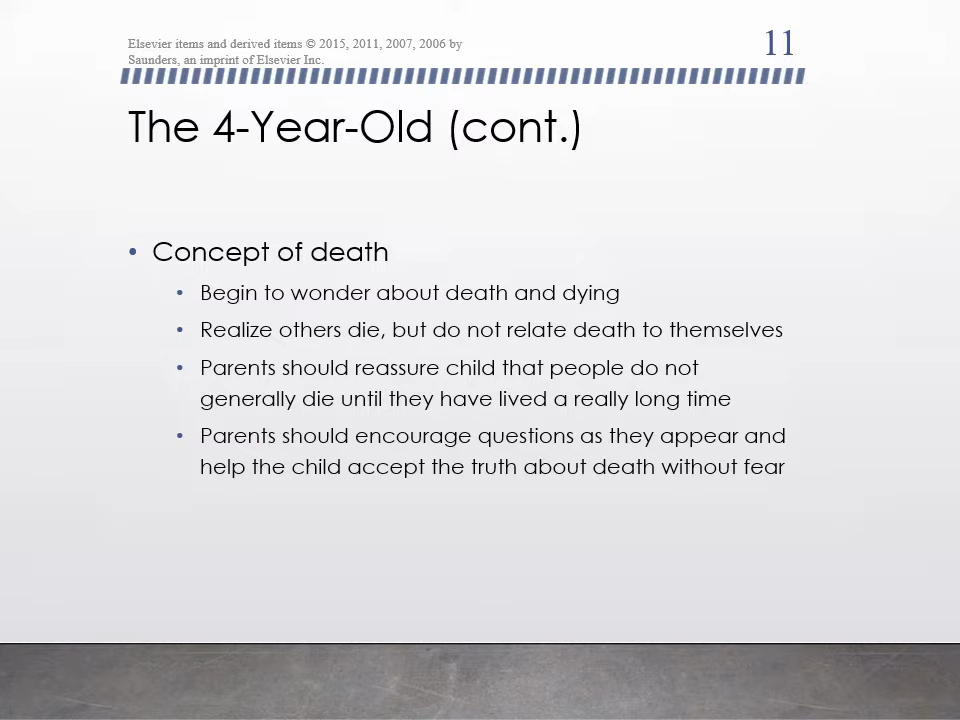 Elsevier items and derived items © 2015, 2011, 2007, 2006 by
Saunders, an imprint of Elsevier Inc.
11
The 4-Year-Old (cont.)
• Concept of death
• Begin to wonder about death and dying
• Realize others die, but do not relate death to themselves
• Parents should reassure child that people do not
generally die until they have lived a really long time
• Parents should encourage questions as they appear and
help the child accept the truth about death without fear